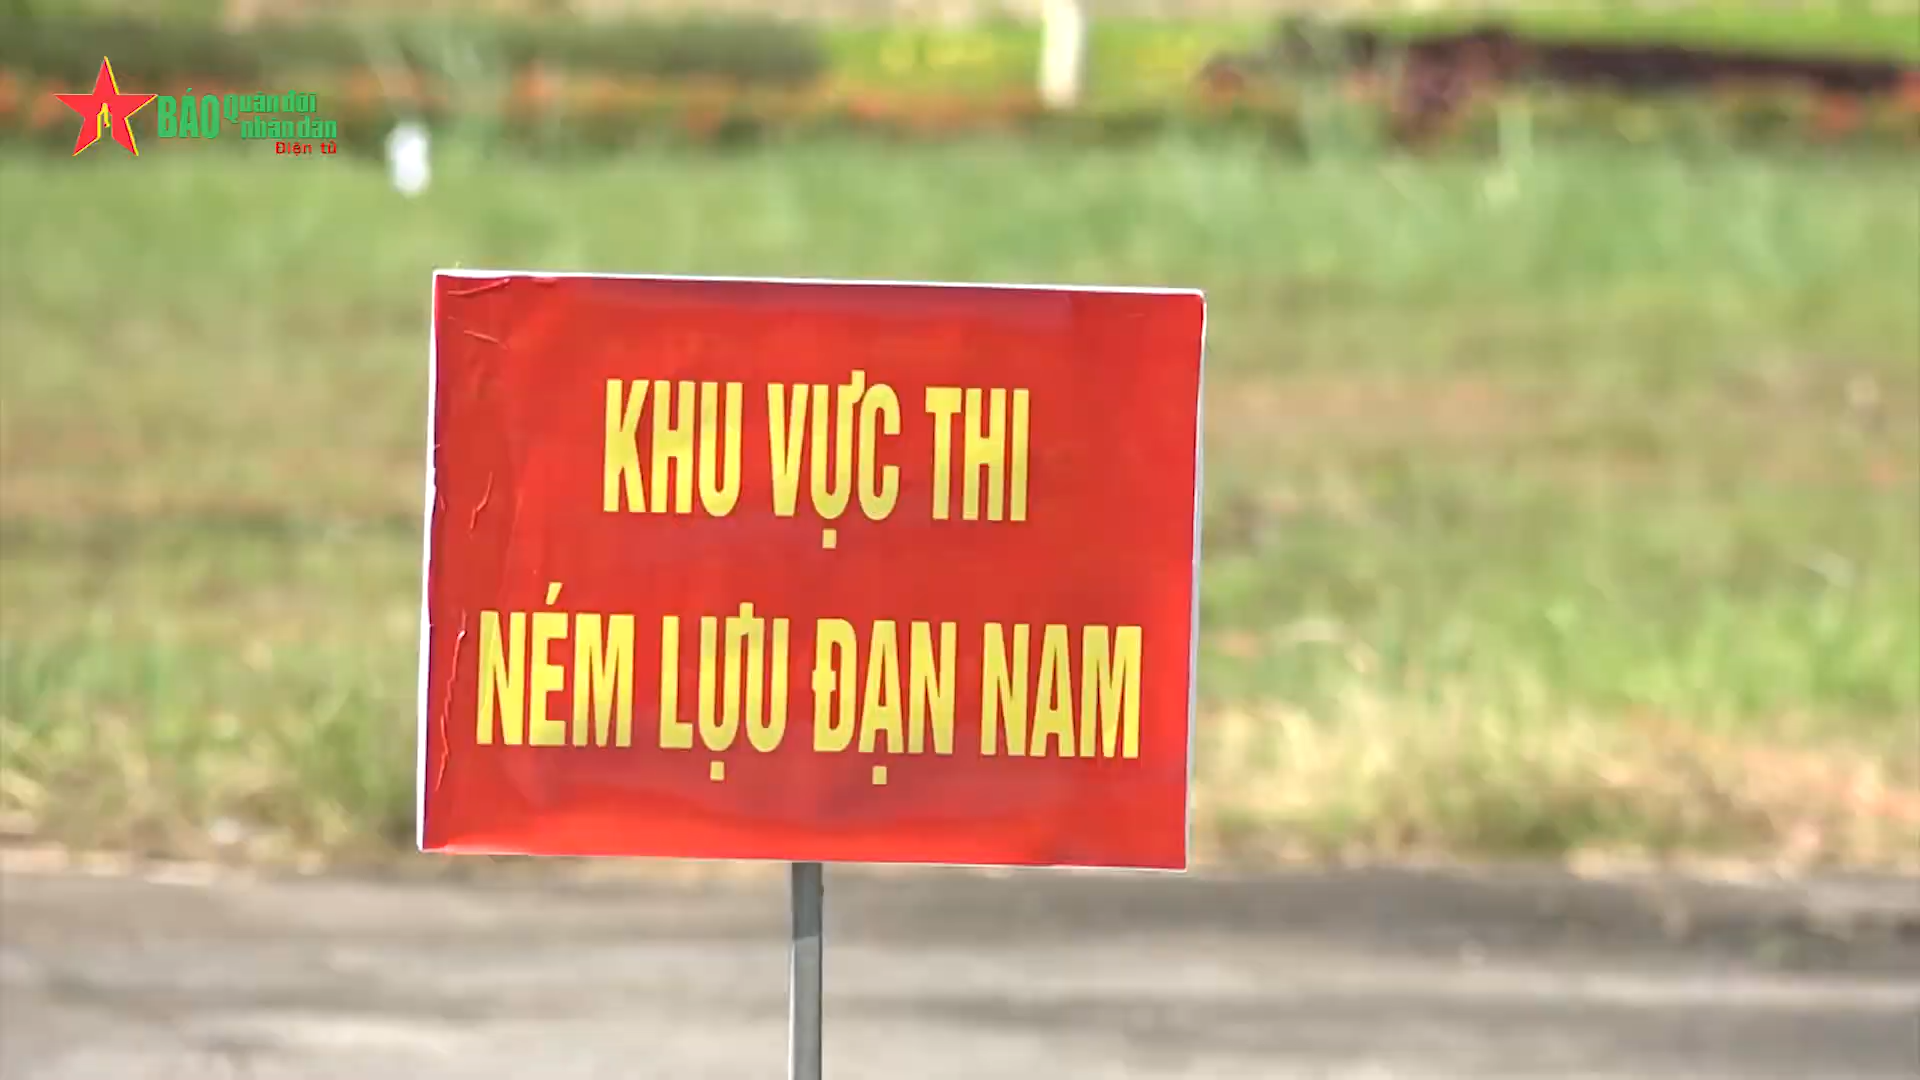 BÁO Quân đội
nhân dân
Điện tử
KHU VỰC THI
NÉM LỰU ĐẠN NAM